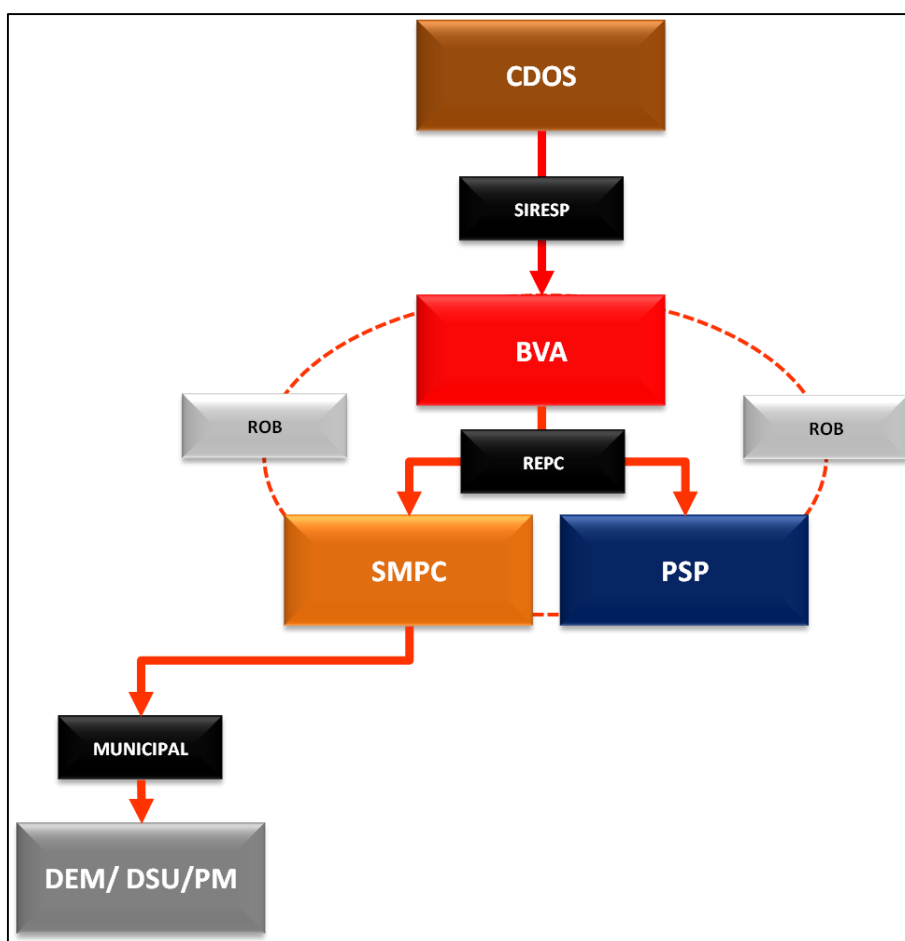 CDOS
SIRESP
BVA
ROB
ROB
REPC
SMPC
PSP
MUNICIPAL
DEM/ DSU/PM